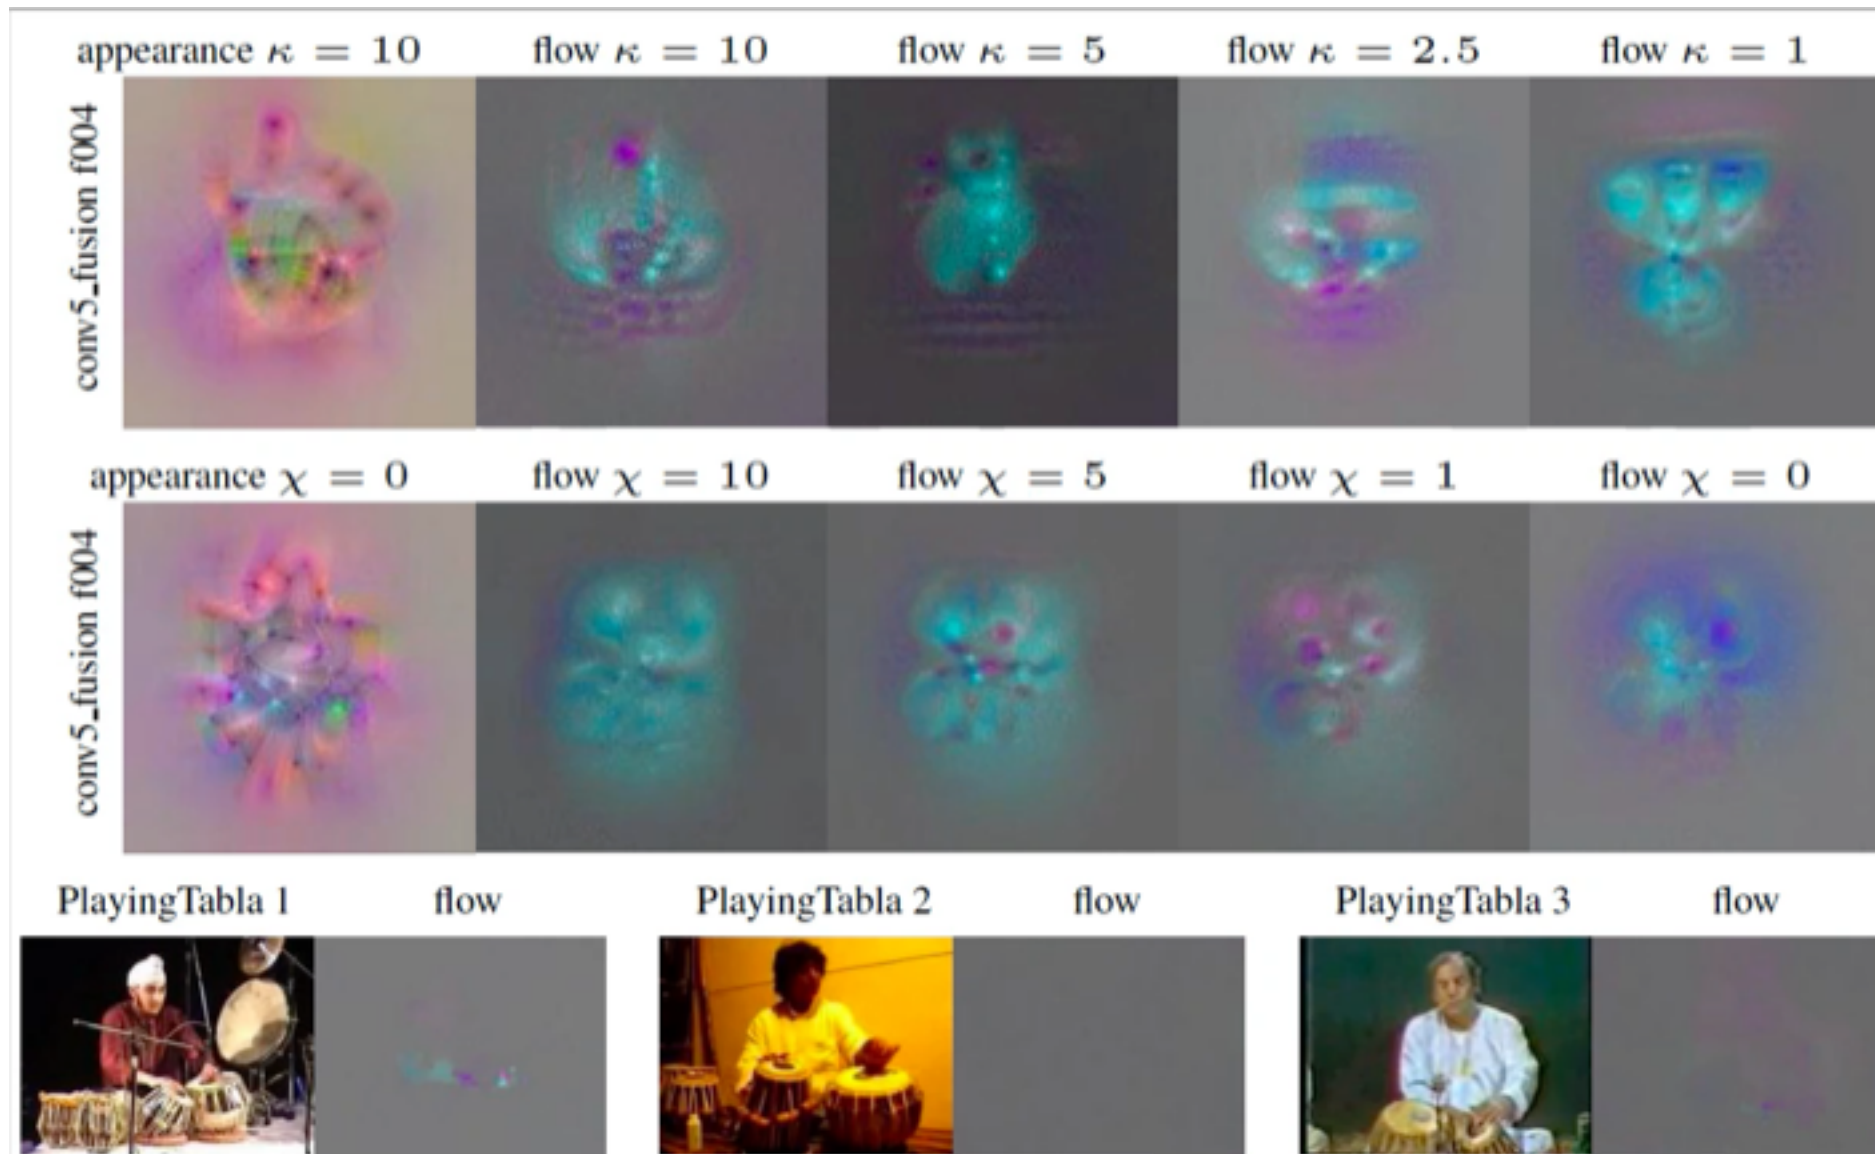 appearance κ = 10 flow κ = 10 flow κ = 5 flow κ = 2.5 flow κ = 1
conv5_fusion f004
appearance χ = 0 flow χ = 10 flow χ = 5 flow χ = 1 flow χ = 0
conv5_fusion f004
PlayingTabla 1 flow PlayingTabla 2 flow PlayingTabla 3 flow